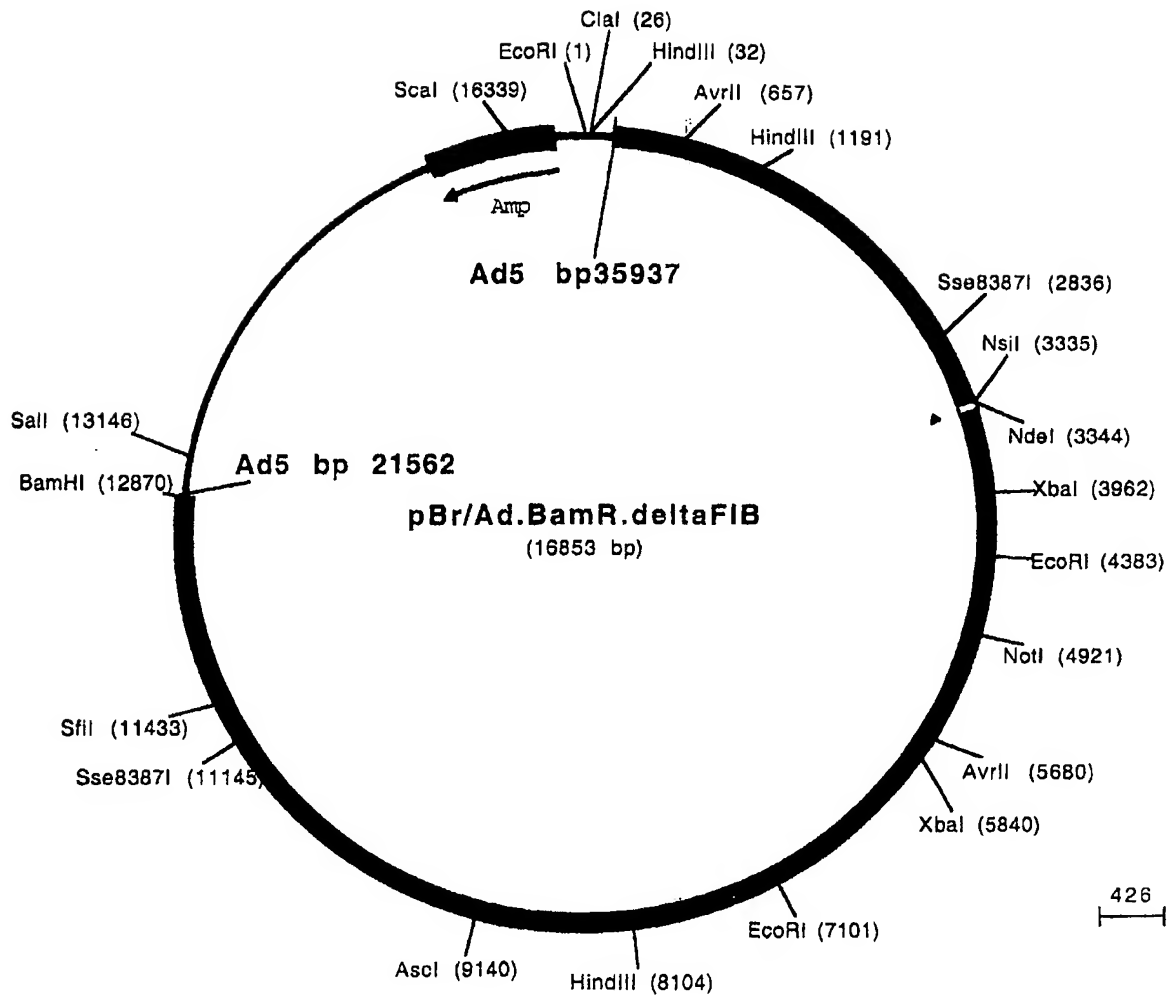 ClaI (26)
EcoRI (1)
HindIII (32)
ScaI (16339)
AvrII (657)
HindIII (1191)
Amp
Ad5 bp35937
Sse8387I (2836)
NsiI (3335)
SalI (13146)
NdeI (3344)
Ad5 bp 21562
BamHI (12870)
XbaI (3962)
pBr/Ad.BamR.deltaFIB
(16853 bp)
EcoRI (4383)
NotI (4921)
SfiI (11433)
Sse8387I (11145)
AvrII (5680)
XbaI (5840)
426
EcoRI (7101)
AscI (9140)
HindIII (8104)